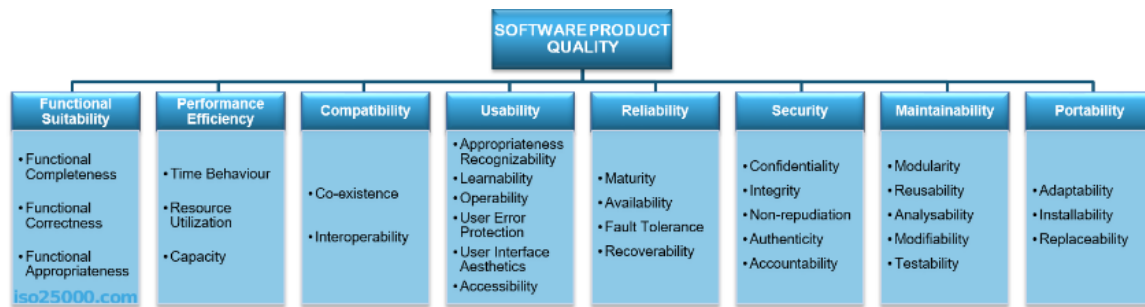 SOFTWARE PRODUCT
QUALITY
Functional
Suitability
• Functional
Completeness
• Functional
Correctness
• Functional
Appropriateness
Performance
Efficiency
• Time Behaviour
• Resource
Utilization
• Capacity
Compatibility
• Co-existence
• Interoperability
Usability
• Appropriateness
Recognizability
• Learnability
• Operability
• User Error
Protection
• User Interface
Aesthetics
• Accessibility
Reliability
• Maturity
• Availability
• Fault Tolerance
• Recoverability
Security
• Confidentiality
• Integrity
• Non-repudiation
• Authenticity
• Accountability
Maintainability
• Modularity
• Reusability
• Analysability
• Modifiability
• Testability
Portability
• Adaptability
• Installability
• Replaceability
iso25000.com